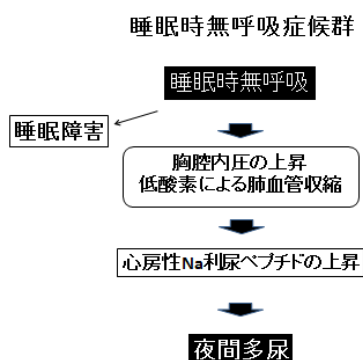 睡眠時無呼吸症候群
睡眠時無呼吸
睡眠障害
胸腔内圧の上昇
低酸素による肺血管収縮
心房性Na利尿ペプチドの上昇
夜間多尿